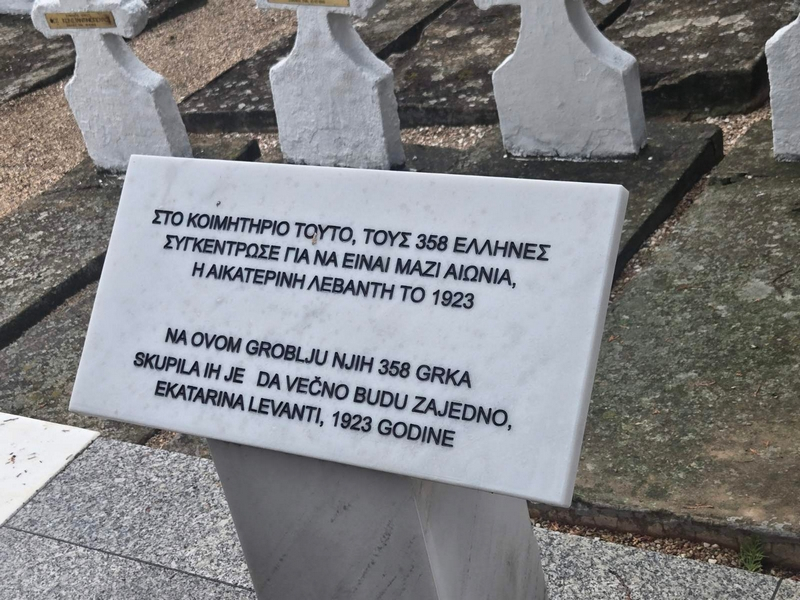 ΣΤΟ ΚΟΙΜΗΤΗΡΙΟ ΤΟΥΤΟ, ΤΟΥΣ 358 ΕΛΛΗΝΕΣ
ΣΥΓΚΕΝΤΡΩΣΕ ΓΙΑ ΝΑ ΕΙΝΑΙ ΜΑΖΙ ΑΙΩΝΙΑ,
Η ΑΙΚΑΤΕΡΙΝΗ ΛΕΒΑΝΤΗ ΤΟ 1923
NA OVOM GROBLJU NJIH 358 GRKA
SKUPILA IH JE DA VEČNO BUDU ZAJEDNO,
EKATARINA LEVANTI, 1923 GODINE